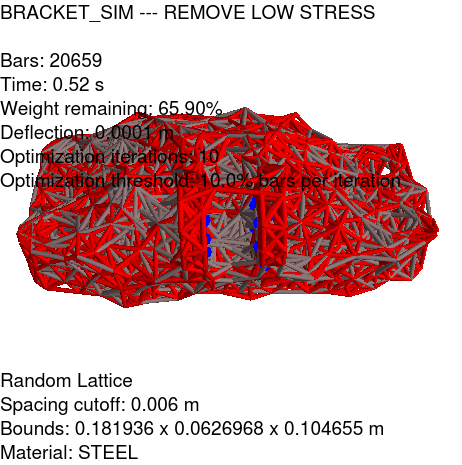 BRACKET_SIM --- REMOVE LOW STRESS
Bars: 20659
Time: 0.52 s
Weight remaining: 65.90%
Deflection: 0.0001 m
Optimization iterations: 10
Optimization threshold: 10.0% bars per iteration
Random Lattice
Spacing cutoff: 0.006 m
Bounds: 0.181936 x 0.0626968 x 0.104655 m
Material: STEEL